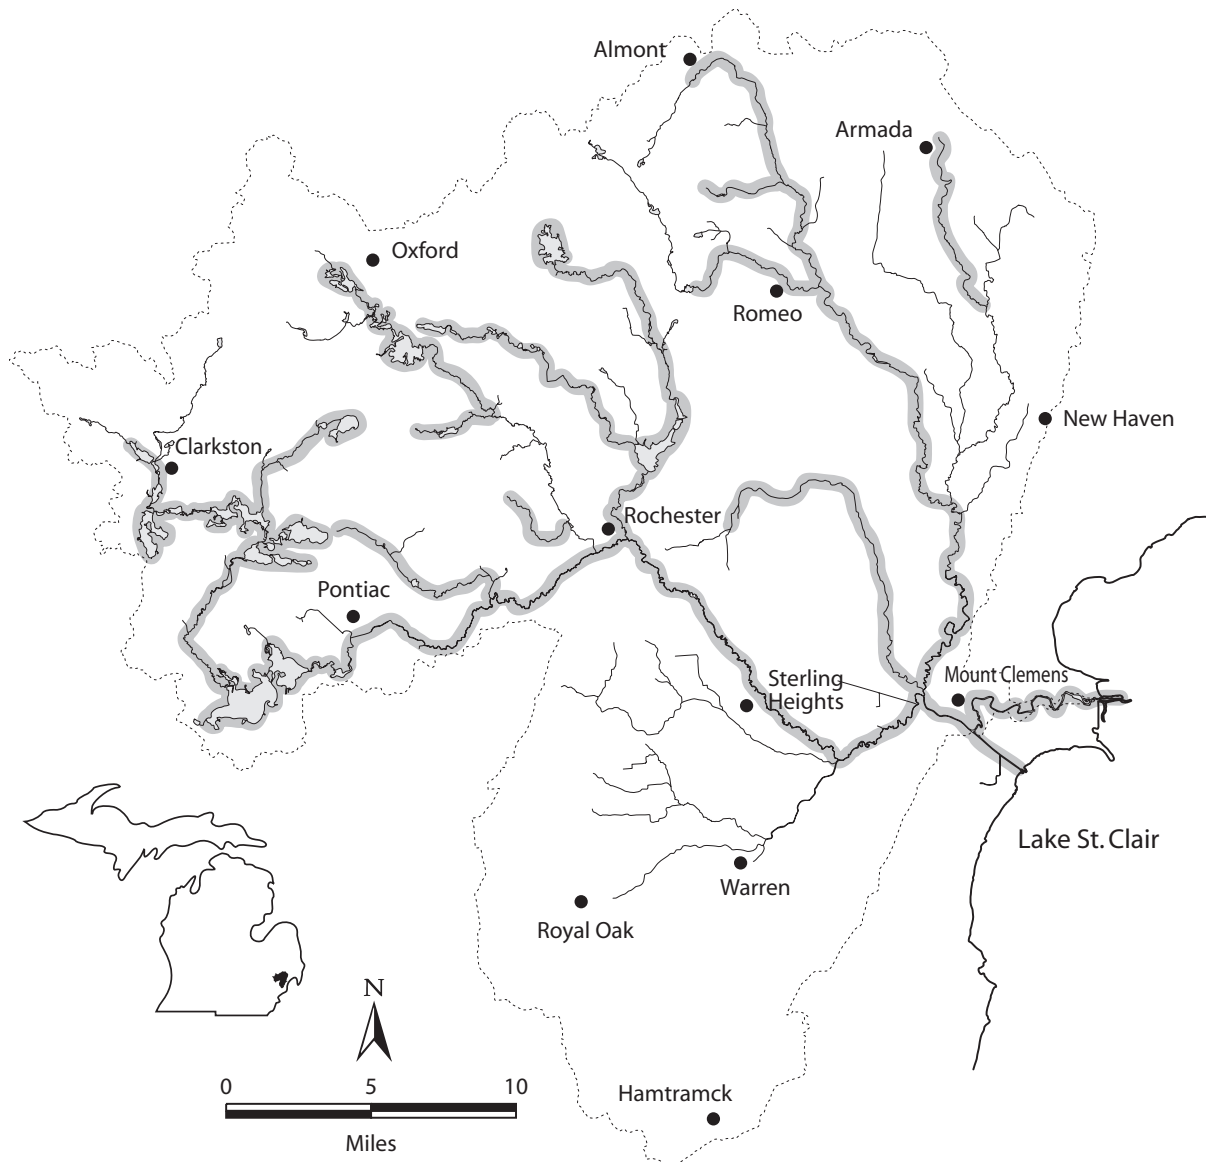 Almont
Armada
Oxford
Romeo
New Haven
Clarkston
Rochester
Pontiac
Sterling
Heights
Mount Clemens
Lake St. Clair
Warren
Royal Oak
N
0 5 10
Miles
Hamtramck